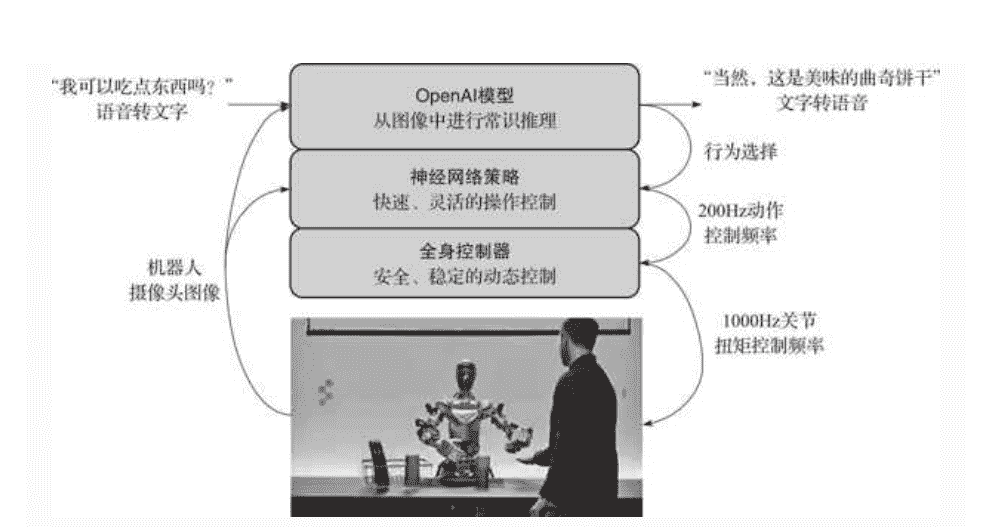 “我可以吃点东西吗？”
语音转文字
OpenAI模型
从图像中进行常识推理
“当然，这是美味的曲奇饼干”
文字转语音
行为选择
神经网络策略
快速、灵活的操作控制
200Hz动作
控制频率
全身控制器
安全、稳定的动态控制
机器人
摄像头图像
1000Hz关节
扭矩控制频率